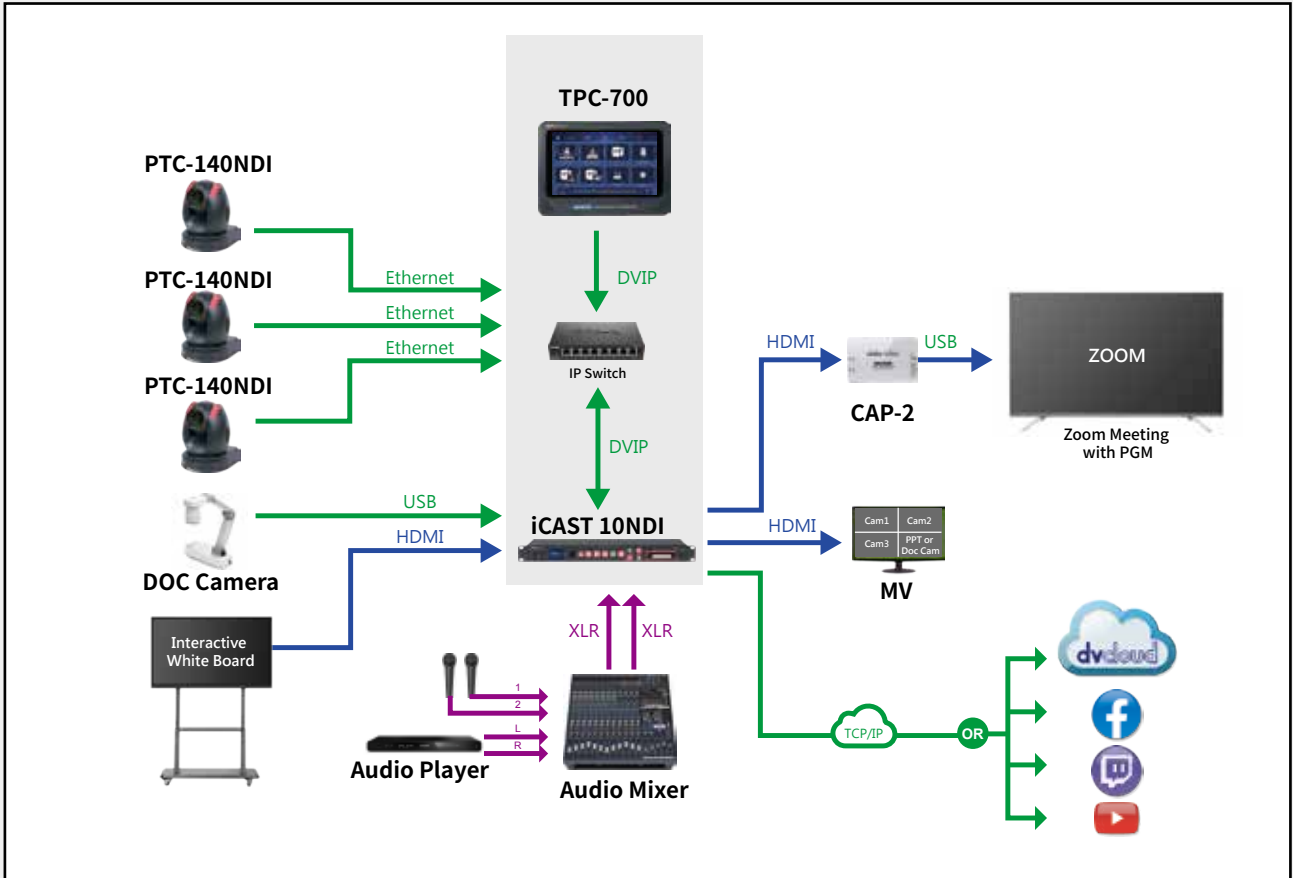 TPC-700
PTC-140NDI
Ethernet
DVIP
PTC-140NDI
Ethernet
Ethernet
IP Switch
PTC-140NDI
DVIP
HDMI
USB
ZOOM
CAP-2
Zoom Meeting
with PGM
USB
HDMI
iCAST 10NDI
DOC Camera
HDMI
Cam1
Cam2
Cam3
PPT or
Doc Cam
MV
Interactive
White Board
XLR
XLR
1
2
L
R
Audio Player
Audio Mixer
TCP/IP
OR
dvcloud